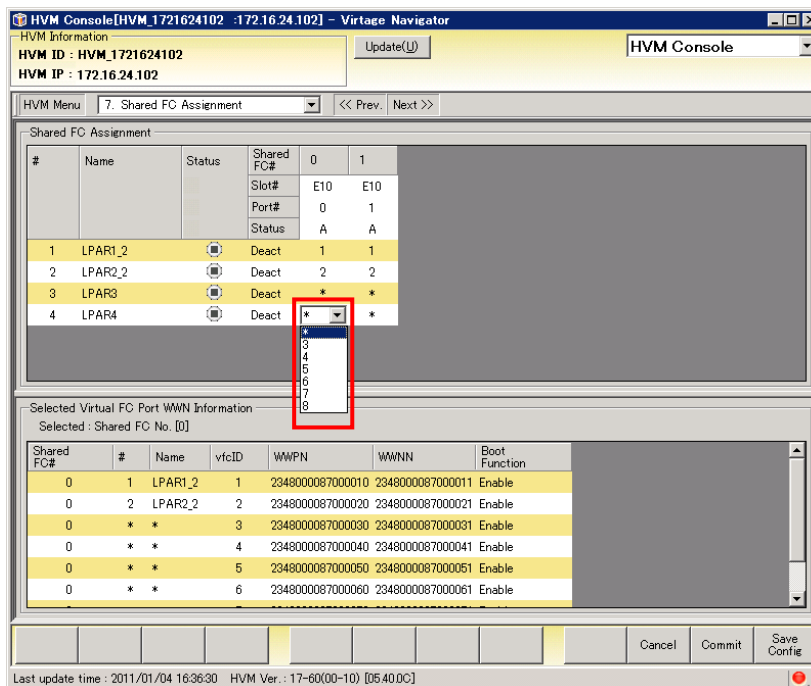 HVM Console[HVM_1721624102 :172.16.24.102] - Virtage Navigator
HVM Information
HVM ID : HVM_1721624102
HVM IP : 172.16.24.102
Update(U)
HVM Console
HVM Menu 7. Shared FC Assignment << Prev. Next >>
Shared FC Assignment
# Name Status Shared FC# 0 1
Slot# E10 E10
Port# 0 1
Status A A
1 LPAR1_2 Deact 1 1
2 LPAR2_2 Deact 2 2
3 LPAR3 Deact * *
4 LPAR4 Deact * *
*
3
4
5
6
7
8
Selected Virtual FC Port WWN Information
Selected : Shared FC No. [0]
Shared FC# # Name vfcID WWPN WWNN Boot Function
0 1 LPAR1_2 1 2348000087000010 2348000087000011 Enable
0 2 LPAR2_2 2 2348000087000020 2348000087000021 Enable
0 * * 3 2348000087000030 2348000087000031 Enable
0 * * 4 2348000087000040 2348000087000041 Enable
0 * * 5 2348000087000050 2348000087000051 Enable
0 * * 6 2348000087000060 2348000087000061 Enable
Cancel Commit Save Config
Last update time : 2011/01/04 16:36:30 HVM Ver. : 17-60(00-10) [05.40.0C]